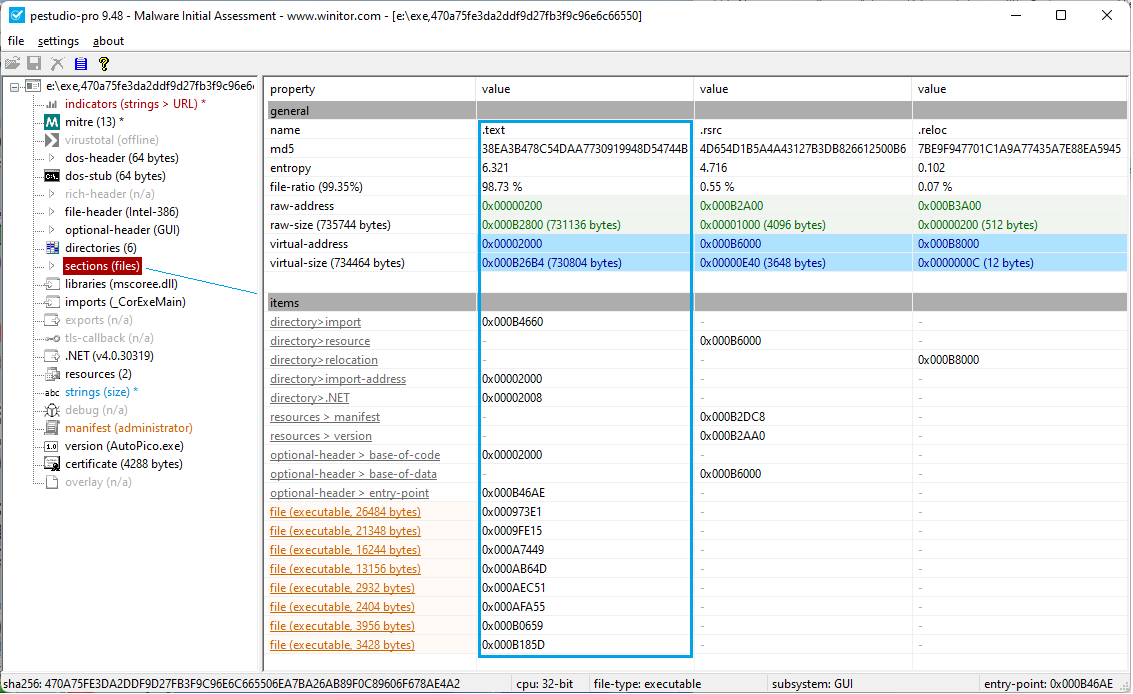 pestudio-pro 9.48 - Malware Initial Assessment - www.winitor.com - [e:\exe,470a75fe3da2ddf9d27fb3f9c96e6c66550]
file settings about
e:\exe,470a75fe3da2ddf9d27fb3f9c96e6c
indicators (strings > URL) *
M mitre (13) *
virustotal (offline)
dos-header (64 bytes)
dos-stub (64 bytes)
rich-header (n/a)
file-header (Intel-386)
optional-header (GUI)
directories (6)
sections (files)
libraries (mscoree.dll)
imports (_CorExeMain)
exports (n/a)
tls-callback (n/a)
.NET (v4.0.30319)
resources (2)
abc strings (size) *
debug (n/a)
manifest (administrator)
1.0 version (AutoPico.exe)
certificate (4288 bytes)
overlay (n/a)
property value value value
general
name .text .rsrc .reloc
md5 38EA3B478C54DAA7730919948D54744B 4D654D1B5A4A43127B3DB826612500B6 7BE9F947701C1A9A77435A7E88EA5945
entropy 6.321 4.716 0.102
file-ratio (99.35%) 98.73 % 0.55 % 0.07 %
raw-address 0x00000200 0x000B2A00 0x000B3A00
raw-size (735744 bytes) 0x000B2800 (731136 bytes) 0x00001000 (4096 bytes) 0x00000200 (512 bytes)
virtual-address 0x00002000 0x000B6000 0x000B8000
virtual-size (734464 bytes) 0x000B26B4 (730804 bytes) 0x00000E40 (3648 bytes) 0x0000000C (12 bytes)
items
directory>import 0x000B4660 - -
directory>resource - 0x000B6000 -
directory>relocation - - 0x000B8000
directory>import-address 0x00002000 - -
directory>.NET 0x00002008 - -
resources > manifest - 0x000B2DC8 -
resources > version - 0x000B2AA0 -
optional-header > base-of-code 0x00002000 - -
optional-header > base-of-data - 0x000B6000 -
optional-header > entry-point 0x000B46AE - -
file (executable, 26484 bytes) 0x000973E1 - -
file (executable, 21348 bytes) 0x0009FE15 - -
file (executable, 16244 bytes) 0x000A7449 - -
file (executable, 13156 bytes) 0x000AB64D - -
file (executable, 2932 bytes) 0x000AEC51 - -
file (executable, 2404 bytes) 0x000AFA55 - -
file (executable, 3956 bytes) 0x000B0659 - -
file (executable, 3428 bytes) 0x000B185D - -
sha256: 470A75FE3DA2DDF9D27FB3F9C96E6C665506EA7BA26AB89F0C89606F678AE4A2 cpu: 32-bit file-type: executable subsystem: GUI entry-point: 0x000B46AE